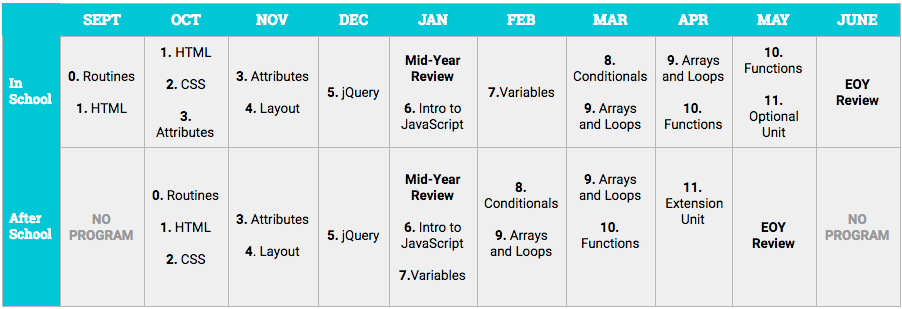 SEPT OCT NOV DEC JAN FEB MAR APR MAY JUNE
In School
0. Routines
1. HTML
1. HTML
2. CSS
3. Attributes
3. Attributes
4. Layout
5. jQuery
Mid-Year Review
6. Intro to JavaScript
7.Variables
8. Conditionals
9. Arrays and Loops
9. Arrays and Loops
10. Functions
10. Functions
11. Optional Unit
EOY Review
After School
NO PROGRAM
0. Routines
1. HTML
2. CSS
3. Attributes
4. Layout
5. jQuery
Mid-Year Review
6. Intro to JavaScript
7.Variables
8. Conditionals
9. Arrays and Loops
9. Arrays and Loops
10. Functions
11. Extension Unit
EOY Review
NO PROGRAM